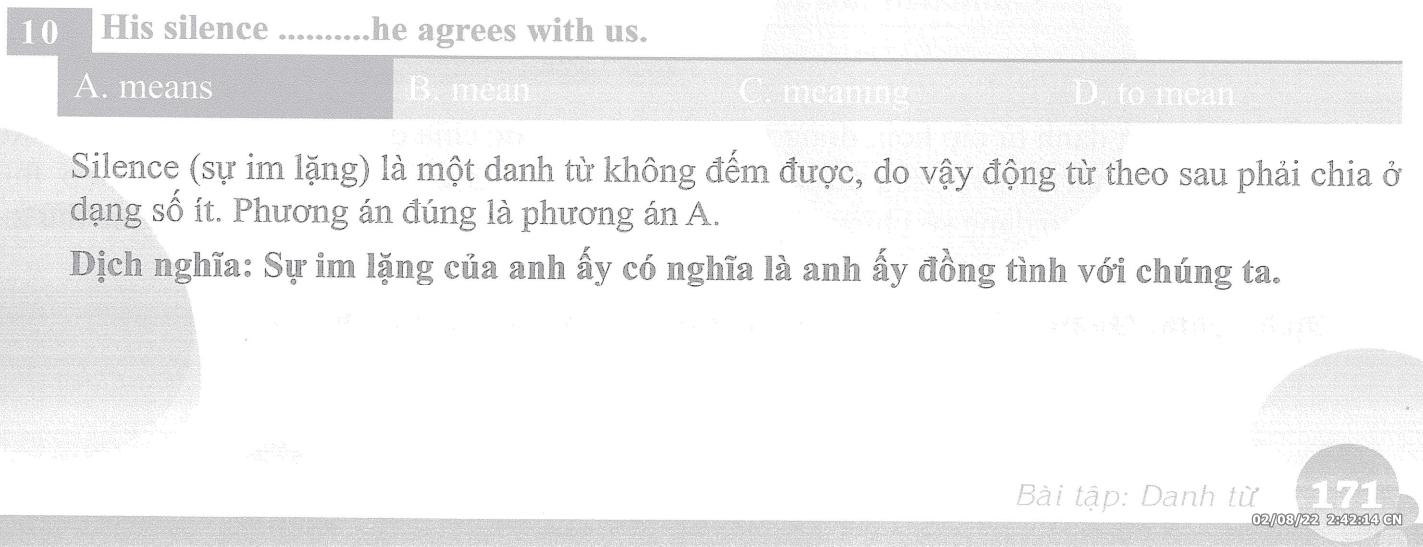 10 His silence ..........he agrees with us.
A. means B. mean C. meaning D. to mean
Silence (sự im lặng) là một danh từ không đếm được, do vậy động từ theo sau phải chia ở
dạng số ít. Phương án đúng là phương án A.
Dịch nghĩa: Sự im lặng của anh ấy có nghĩa là anh ấy đồng tình với chúng ta.
Bài tập: Danh từ 171
02/08/22 2:42:14 CN